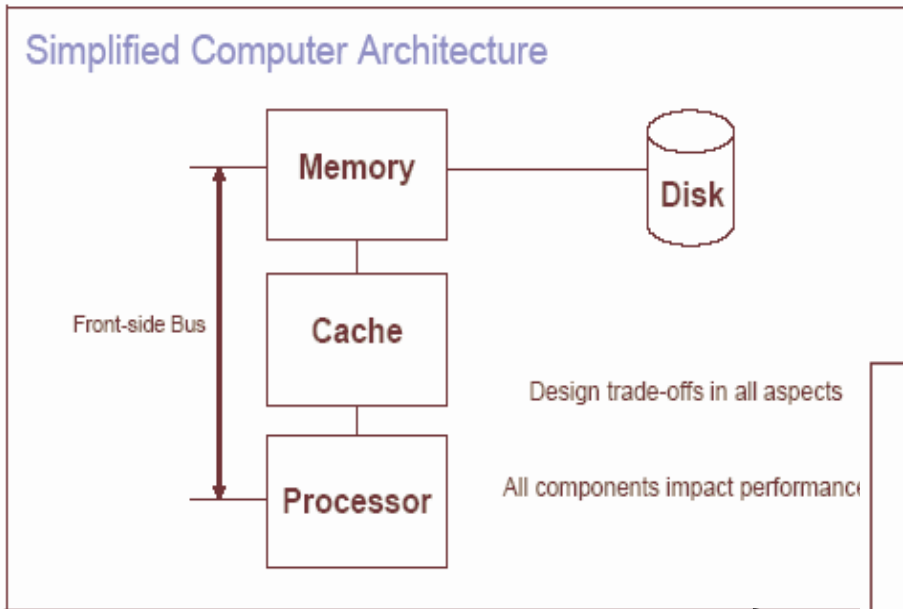 Simplified Computer Architecture
Memory
Disk
Front-side Bus
Cache
Design trade-offs in all aspects
Processor
All components impact performance